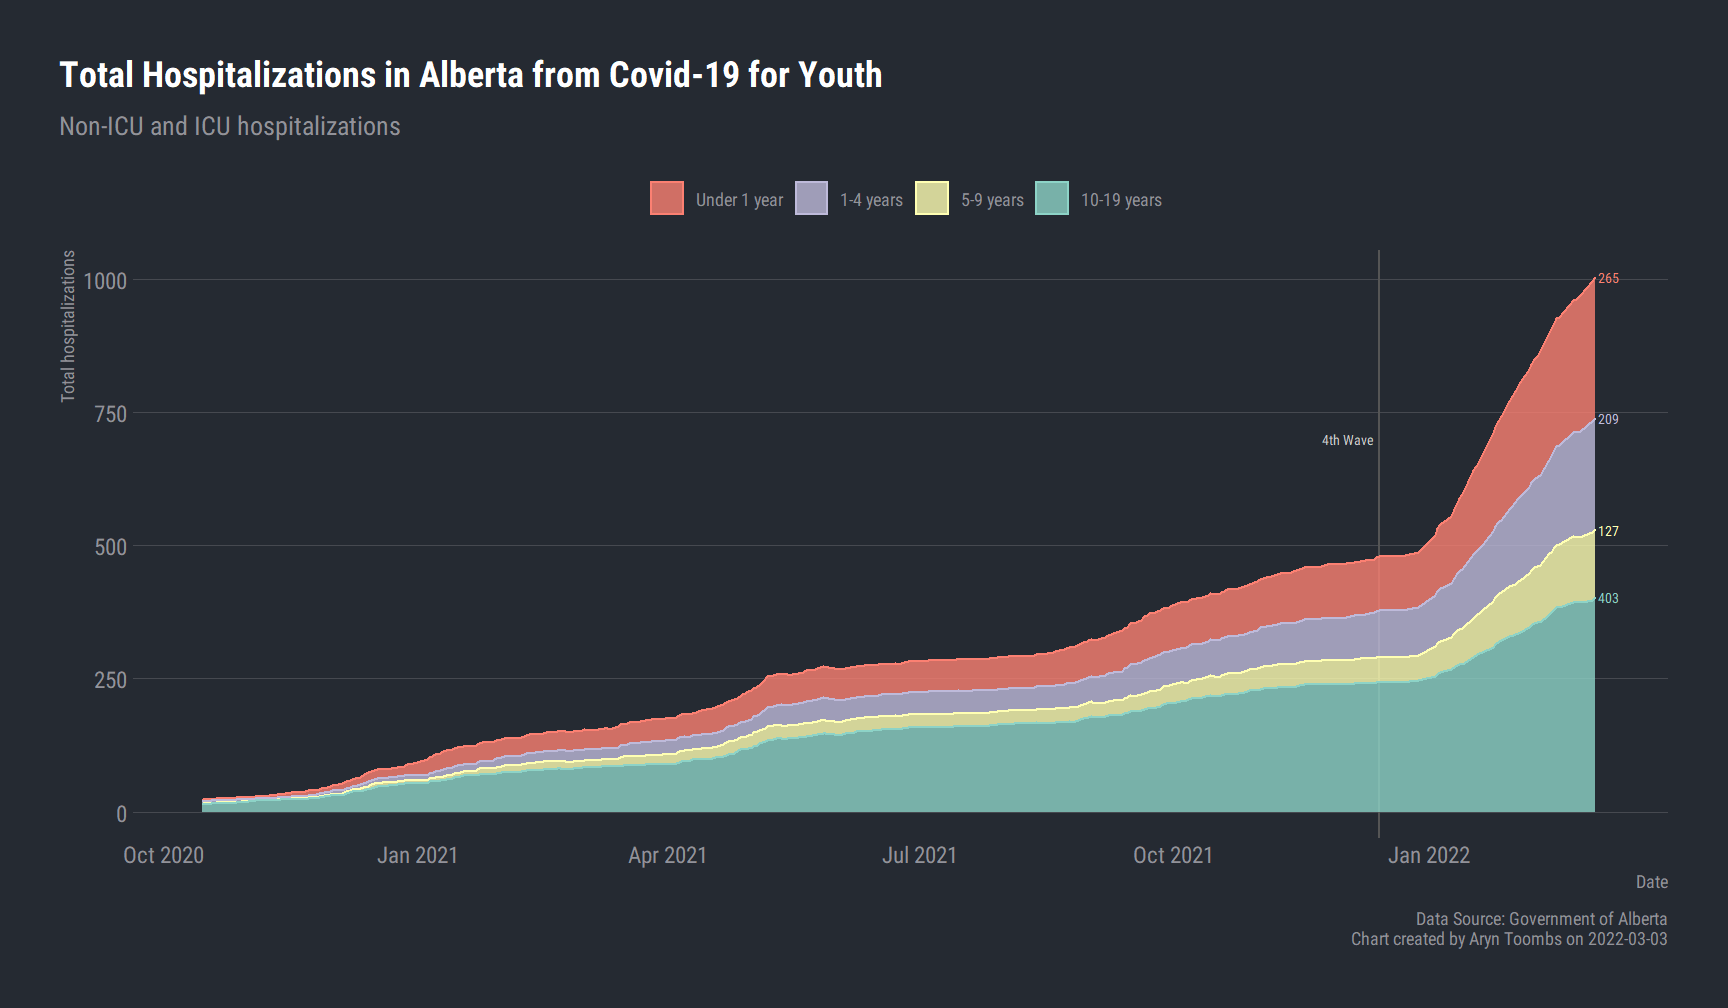 Total Hospitalizations in Alberta from Covid-19 for Youth
Non-ICU and ICU hospitalizations
Under 1 year
1-4 years
5-9 years
10-19 years
Total hospitalizations
1000
750
500
250
0
4th Wave
265
209
127
403
Oct 2020
Jan 2021
Apr 2021
Jul 2021
Oct 2021
Jan 2022
Date
Data Source: Government of Alberta
Chart created by Aryn Toombs on 2022-03-03